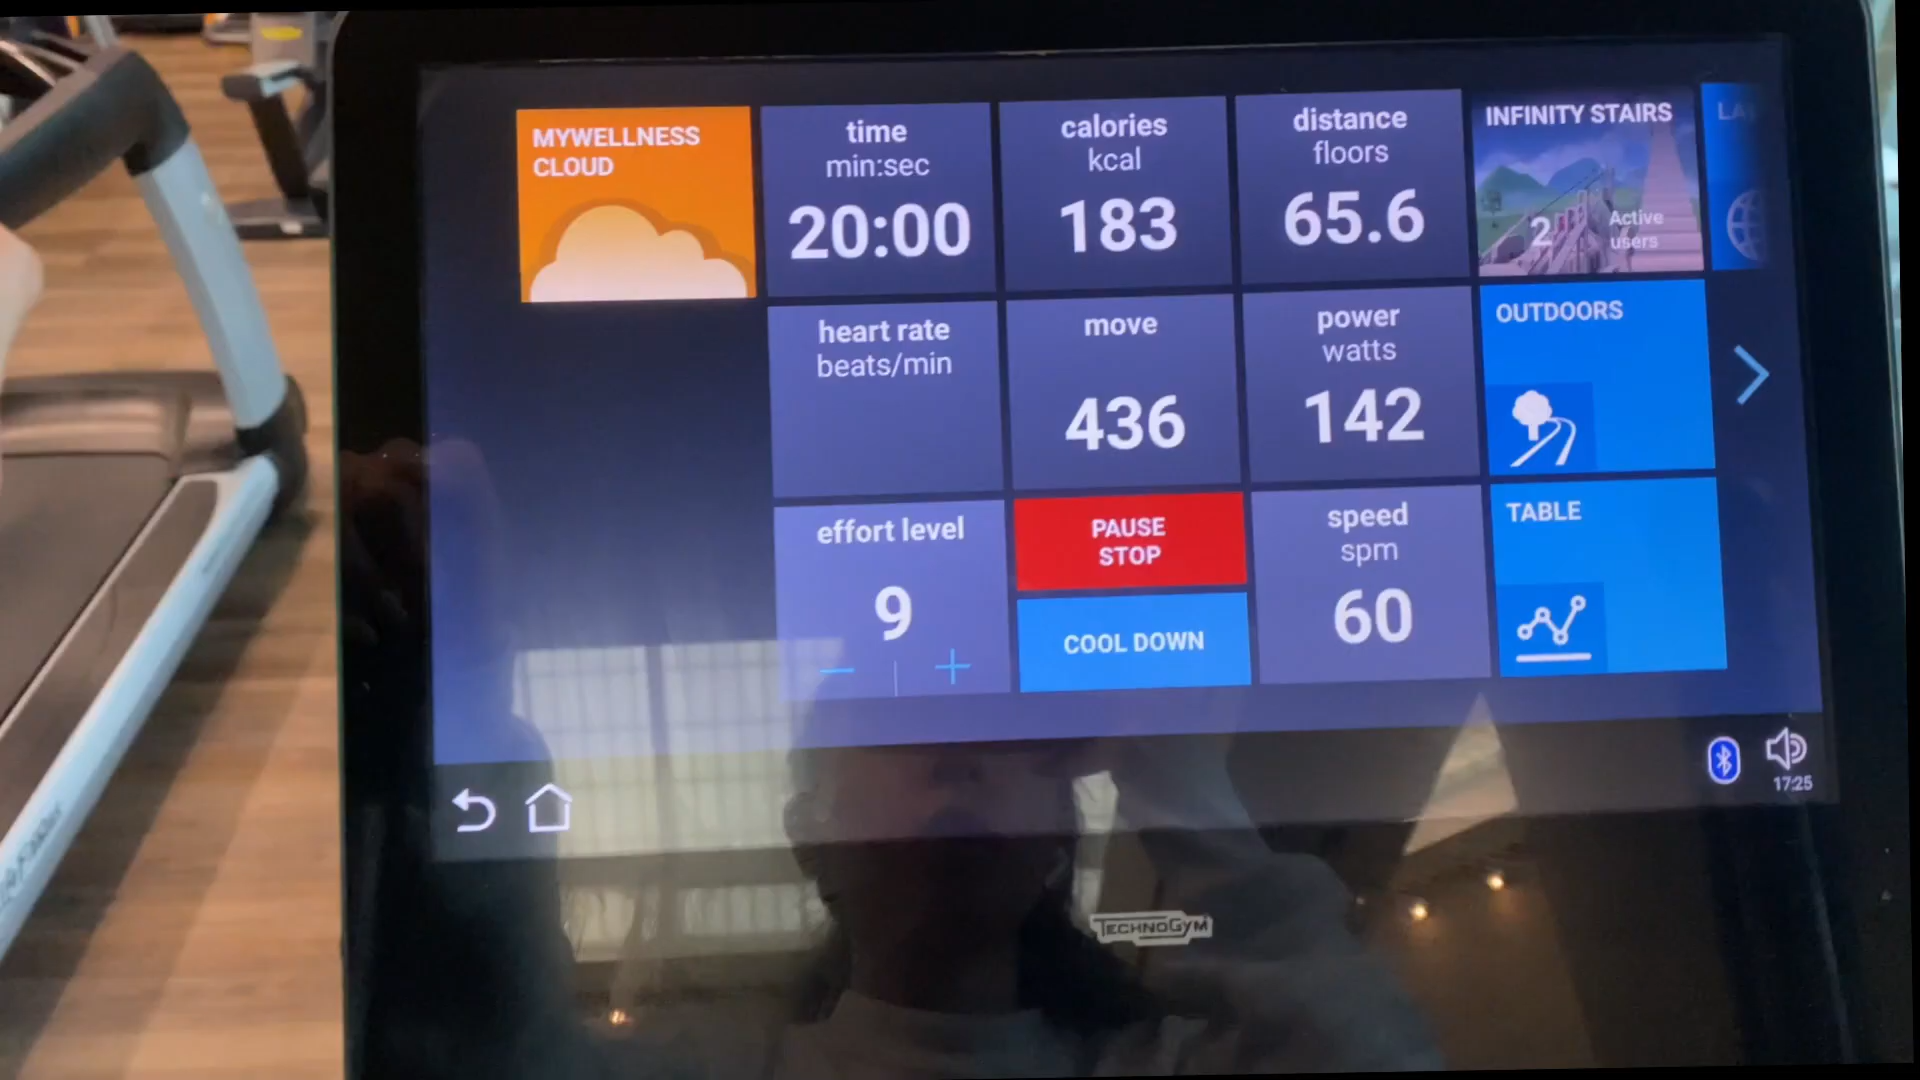 MYWELLNESS
CLOUD
time
min:sec
20:00
calories
kcal
183
distance
floors
65.6
INFINITY STAIRS
2
Active
users
heart rate
beats/min
move
436
power
watts
142
OUTDOORS
effort level
9
PAUSE
STOP
COOL DOWN
speed
spm
60
TABLE
17:25
TECHNOGYM